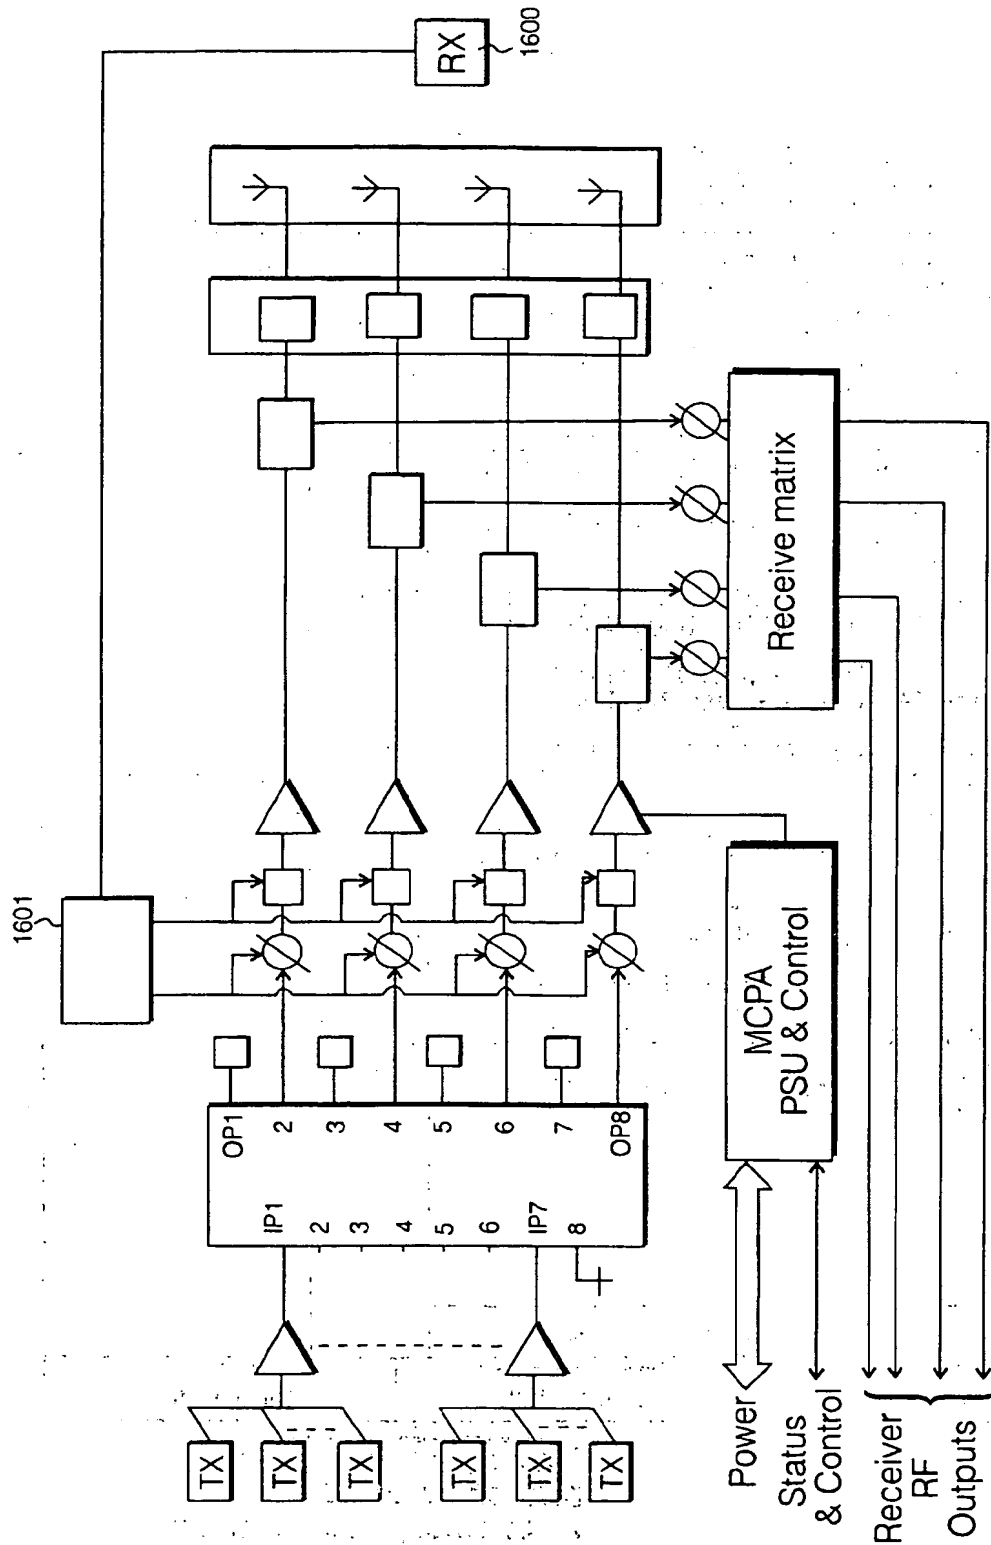 RX
1600
1601
OP1
2
3
4
5
6
7
OP8
IP1
2
3
4
5
6
IP7
8
TX
TX
TX
TX
TX
TX
Receive matrix
MCPA
PSU & Control
Power
Status
& Control
Receiver
RF
Outputs